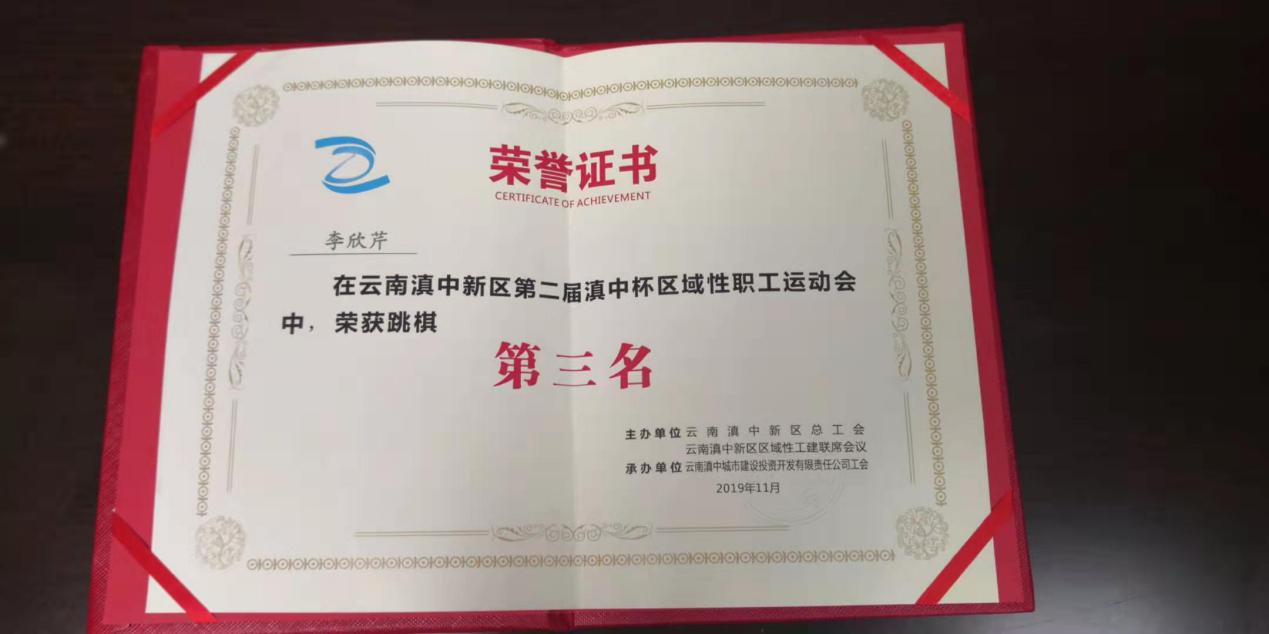 荣誉证书
CERTIFICATE OF ACHIEVEMENT
李欣芹
在云南滇中新区第二届滇中杯区域性职工运动会
中，荣获跳棋
第三名
主办单位 云南滇中新区总工会
云南滇中新区区域性工建联席会议
承办单位 云南滇中城市建设投资开发有限责任公司工会
2019年11月